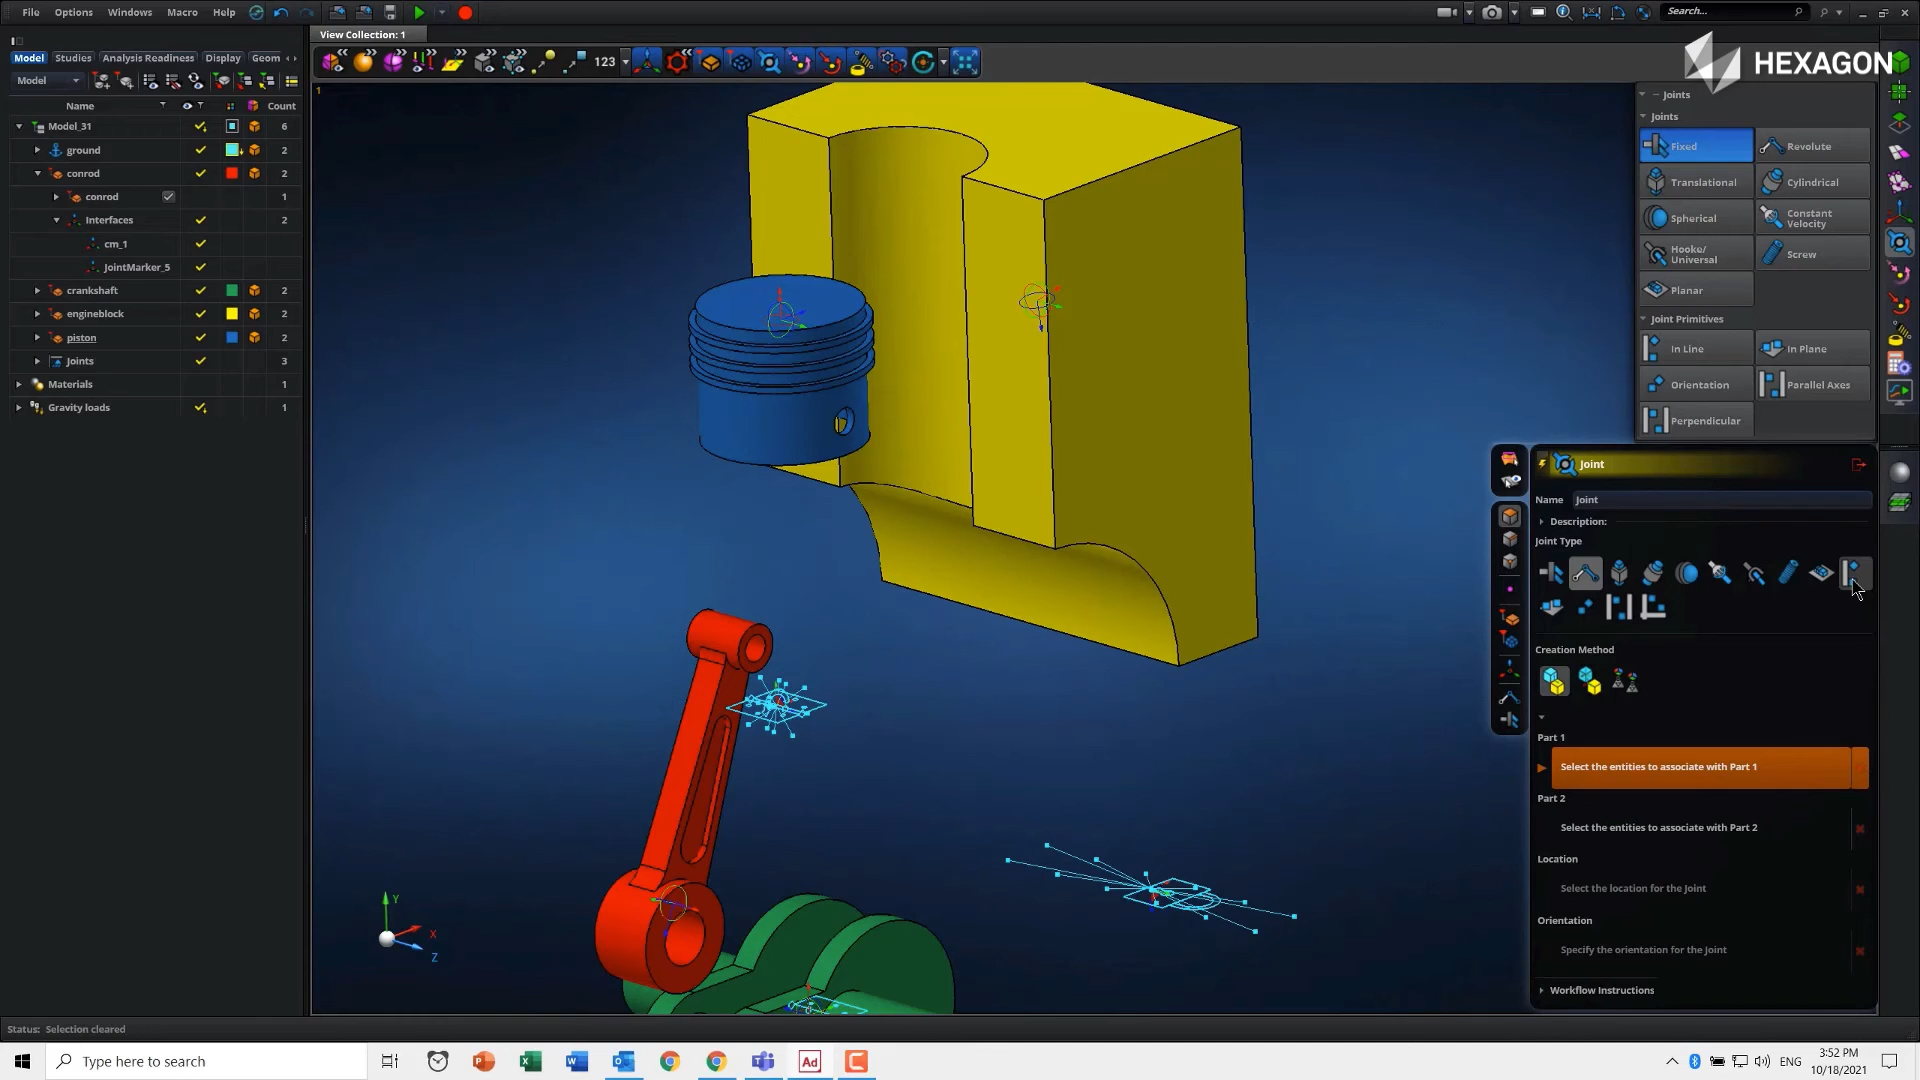 File Options Windows Macro Help
Search...
View Collection: 1
HEXAGON
Model Studies Analysis Readiness Display Geom
Model
123
Name Count
Model_31 6
ground 2
conrod 2
conrod 1
Interfaces 2
cm_1
JointMarker_5
crankshaft 2
engineblock 2
piston 2
Joints 3
Materials 1
Gravity loads 1
1
Y
X
Z
Joints
Joints
Fixed Revolute
Translational Cylindrical
Spherical Constant Velocity
Hooke/ Universal Screw
Planar
Joint Primitives
In Line In Plane
Orientation Parallel Axes
Perpendicular
Joint
Name Joint
Description:
Joint Type
Creation Method
Part 1
Select the entities to associate with Part 1
Part 2
Select the entities to associate with Part 2
Location
Select the location for the Joint
Orientation
Specify the orientation for the Joint
Workflow Instructions
Status: Selection cleared
Type here to search
Ad
ENG
3:52 PM
10/18/2021